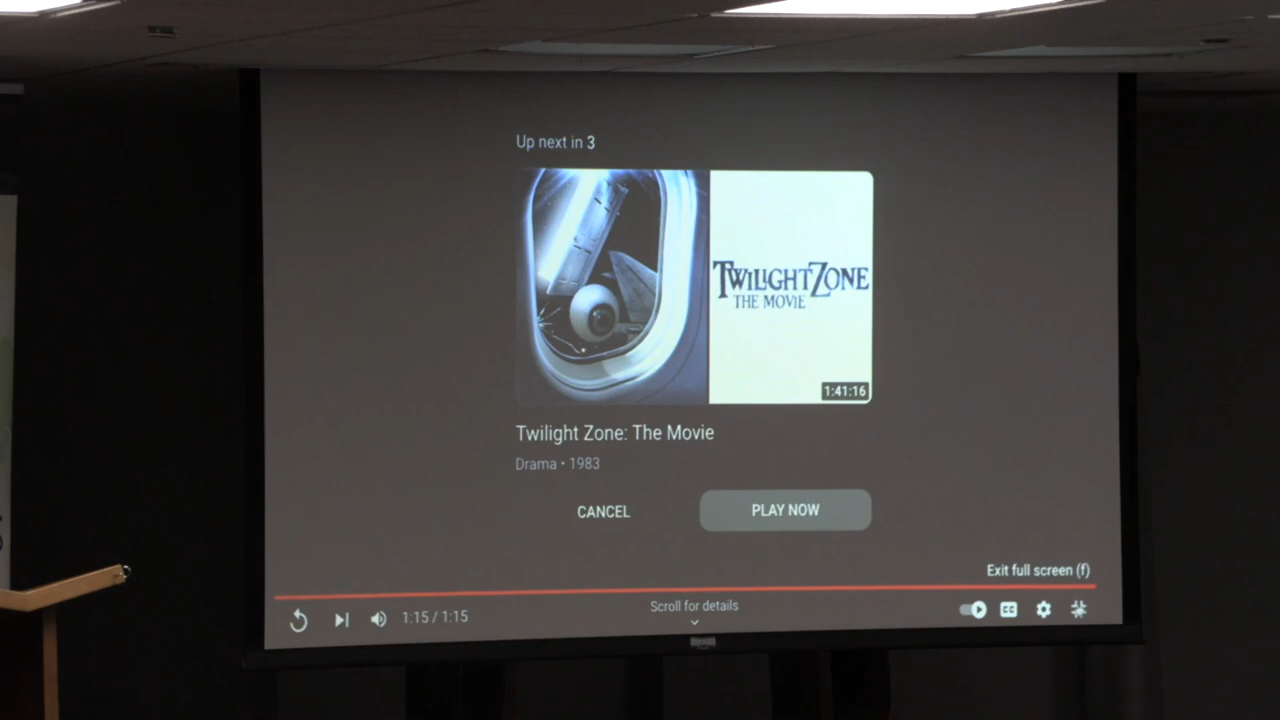 Up next in 3
TWILIGHT ZONE
THE MOVIE
1:41:16
Twilight Zone: The Movie
Drama • 1983
CANCEL
PLAY NOW
Exit full screen (f)
1:15 / 1:15
Scroll for details
CC